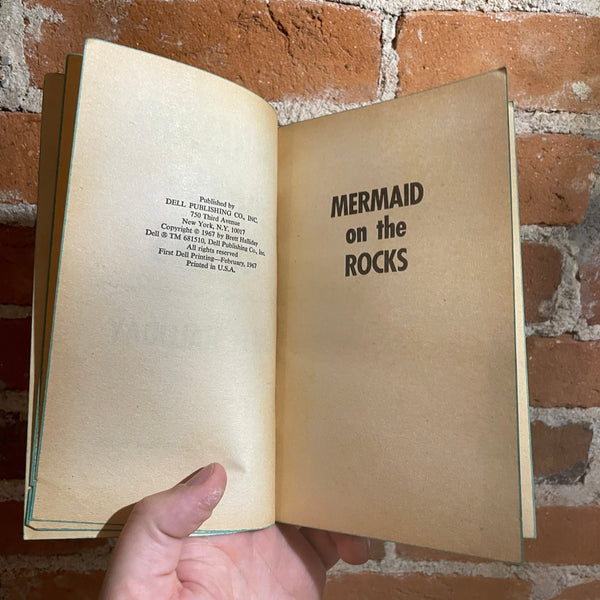 Published by
DELL PUBLISHING CO., INC.
750 Third Avenue
New York, N.Y. 10017
Copyright © 1967 by Brett Halliday
Dell ® TM 681510, Dell Publishing Co., Inc.
All rights reserved
First Dell Printing—February, 1967
Printed in U.S.A.
MERMAID
on the
ROCKS